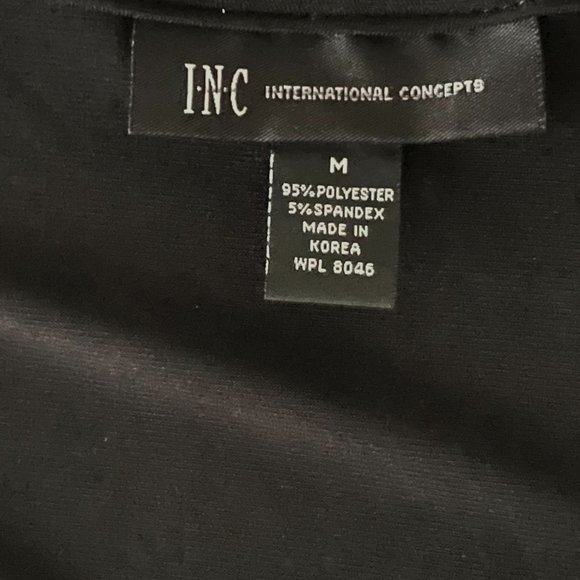 I·N·C INTERNATIONAL CONCEPTS
M
95% POLYESTER
5% SPANDEX
MADE IN
KOREA
WPL 8046